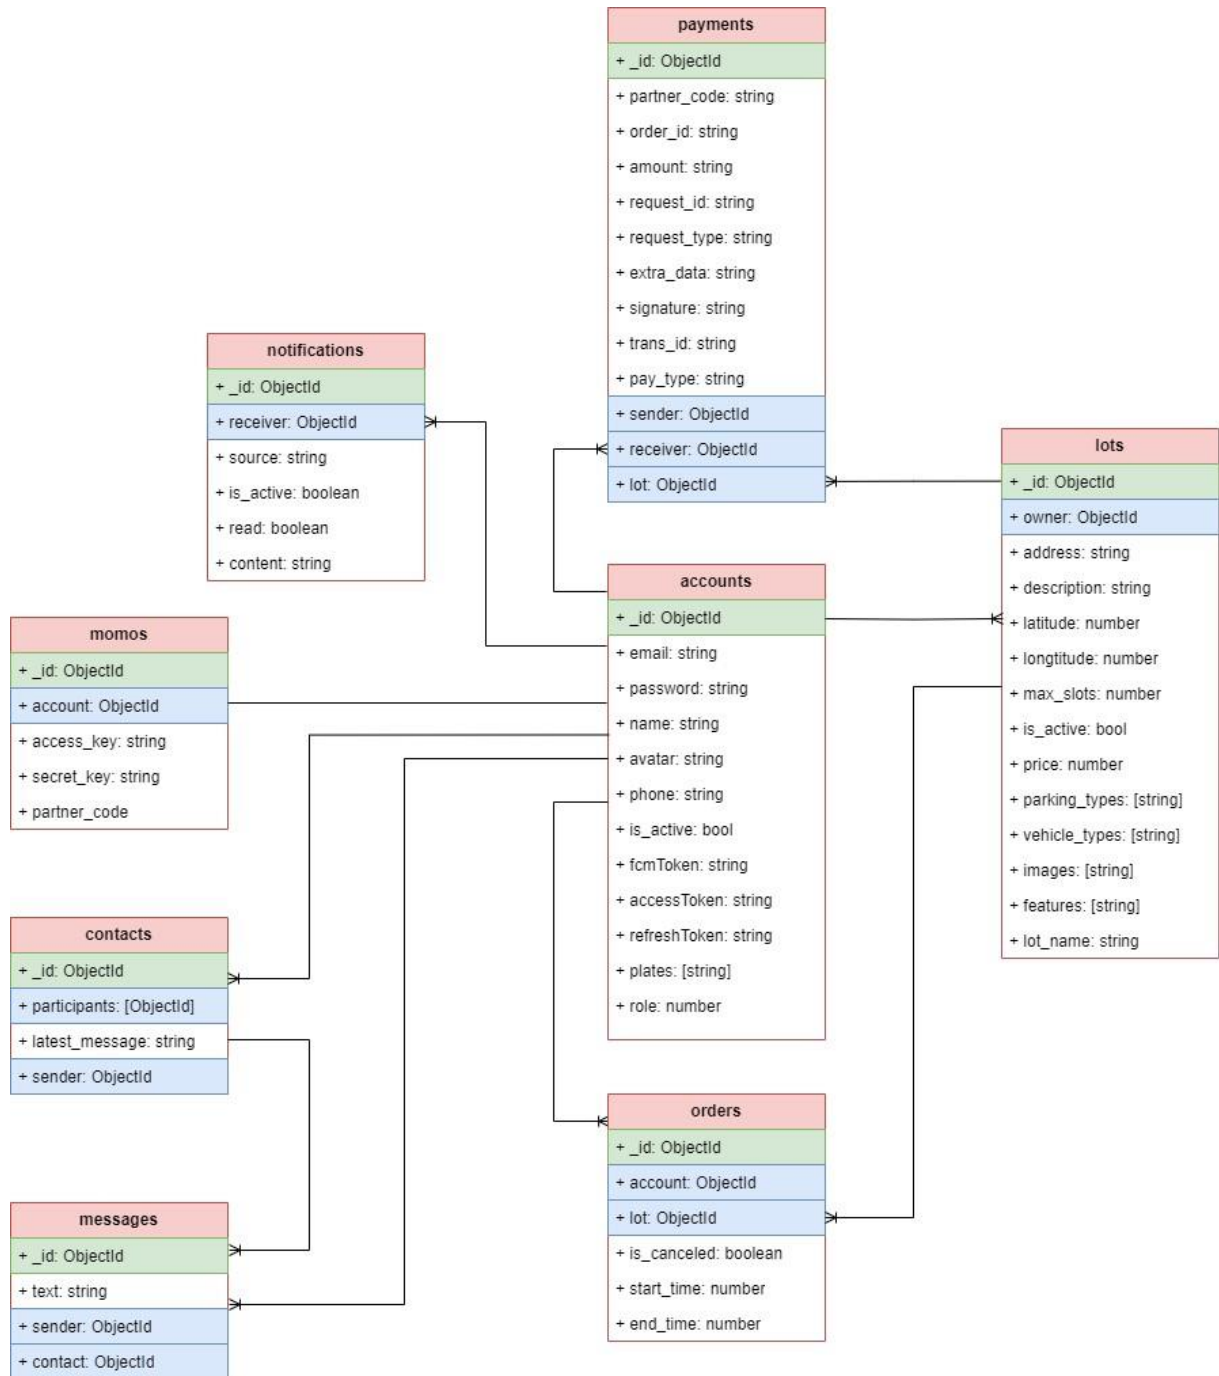 payments
+ _id: ObjectId
+ partner_code: string
+ order_id: string
+ amount: string
+ request_id: string
+ request_type: string
+ extra_data: string
+ signature: string
+ trans_id: string
+ pay_type: string
+ sender: ObjectId
+ receiver: ObjectId
+ lot: ObjectId
notifications
+ _id: ObjectId
+ receiver: ObjectId
+ source: string
+ is_active: boolean
+ read: boolean
+ content: string
lots
+ _id: ObjectId
+ owner: ObjectId
+ address: string
+ description: string
+ latitude: number
+ longtitude: number
+ max_slots: number
+ is_active: bool
+ price: number
+ parking_types: [string]
+ vehicle_types: [string]
+ images: [string]
+ features: [string]
+ lot_name: string
accounts
+ _id: ObjectId
+ email: string
+ password: string
+ name: string
+ avatar: string
+ phone: string
+ is_active: bool
+ fcmToken: string
+ accessToken: string
+ refreshToken: string
+ plates: [string]
+ role: number
momos
+ _id: ObjectId
+ account: ObjectId
+ access_key: string
+ secret_key: string
+ partner_code
contacts
+ _id: ObjectId
+ participants: [ObjectId]
+ latest_message: string
+ sender: ObjectId
orders
+ _id: ObjectId
+ account: ObjectId
+ lot: ObjectId
+ is_canceled: boolean
+ start_time: number
+ end_time: number
messages
+ _id: ObjectId
+ text: string
+ sender: ObjectId
+ contact: ObjectId